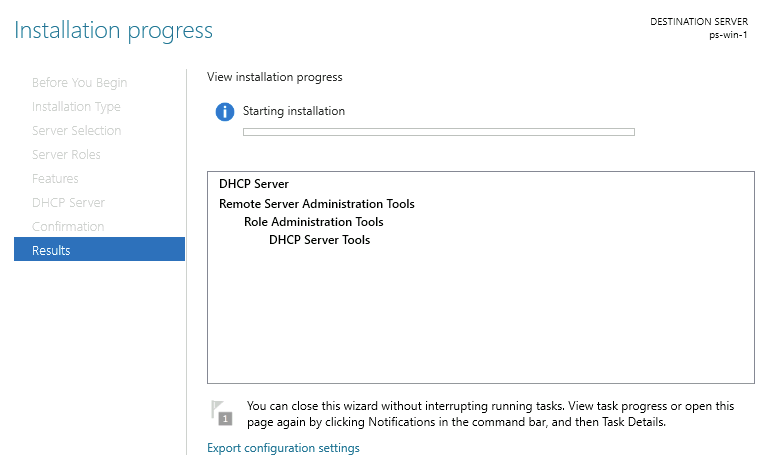 Installation progress
DESTINATION SERVER
ps-win-1
Before You Begin
Installation Type
Server Selection
Server Roles
Features
DHCP Server
Confirmation
Results
View installation progress
Starting installation
DHCP Server
Remote Server Administration Tools
Role Administration Tools
DHCP Server Tools
1
You can close this wizard without interrupting running tasks. View task progress or open this
page again by clicking Notifications in the command bar, and then Task Details.
Export configuration settings